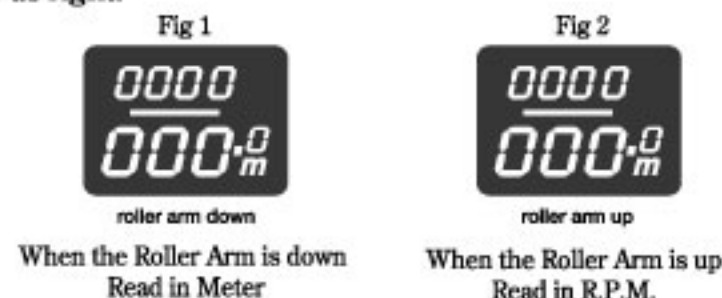 Fig 1
0000
000.0
m
roller arm down
When the Roller Arm is down
Read in Meter
Fig 2
0000
000.0
m
roller arm up
When the Roller Arm is up
Read in R.P.M.